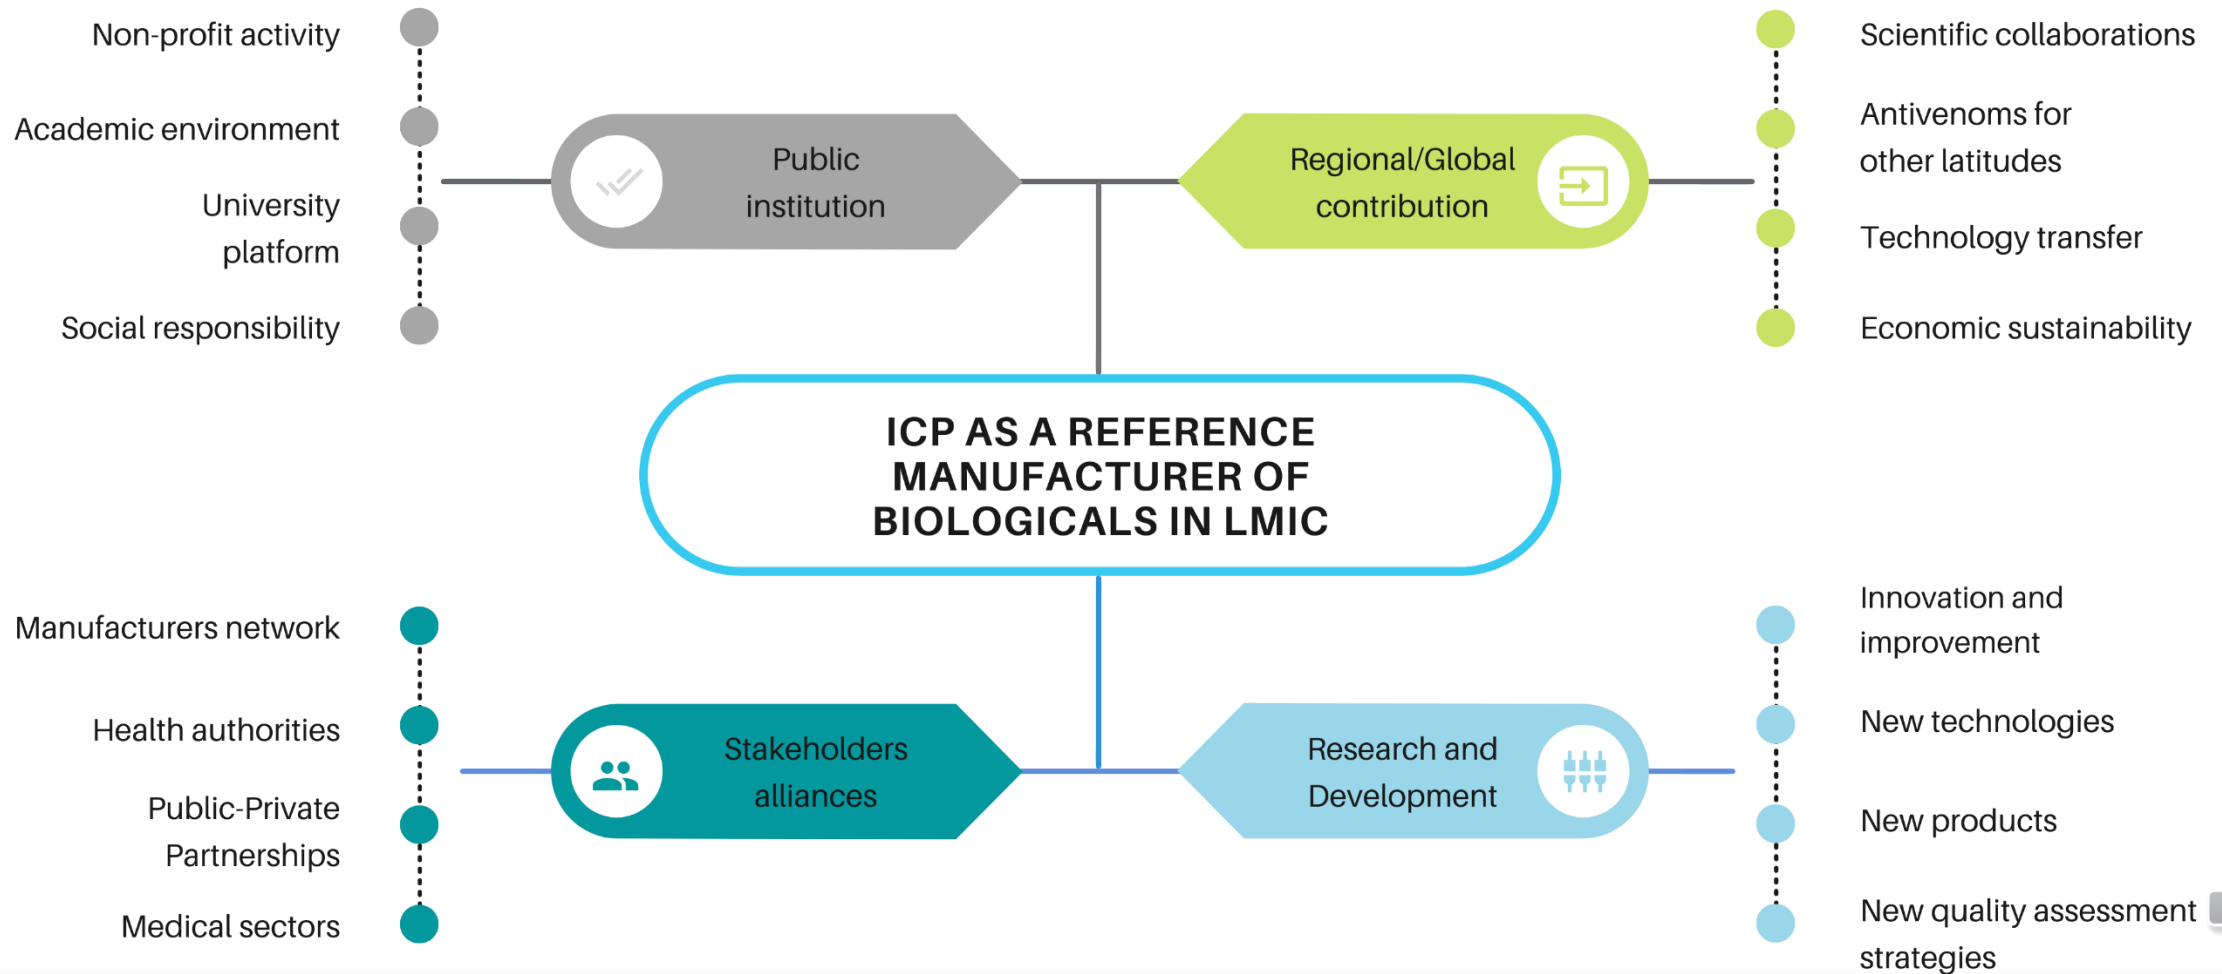 Non-profit activity
Academic environment
University
platform
Social responsibility
Public
institution
Regional/Global
contribution
Scientific collaborations
Antivenoms for
other latitudes
Technology transfer
Economic sustainability
ICP AS A REFERENCE
MANUFACTURER OF
BIOLOGICALS IN LMIC
Manufacturers network
Health authorities
Public-Private
Partnerships
Medical sectors
Stakeholders
alliances
Research and
Development
Innovation and
improvement
New technologies
New products
New quality assessment
strategies